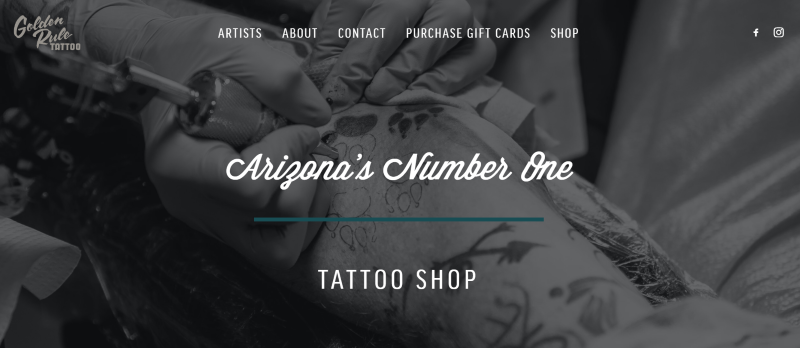 Golden
Rule
TATTOO
ARTISTS ABOUT CONTACT PURCHASE GIFT CARDS SHOP
Arizona's Number One
TATTOO SHOP